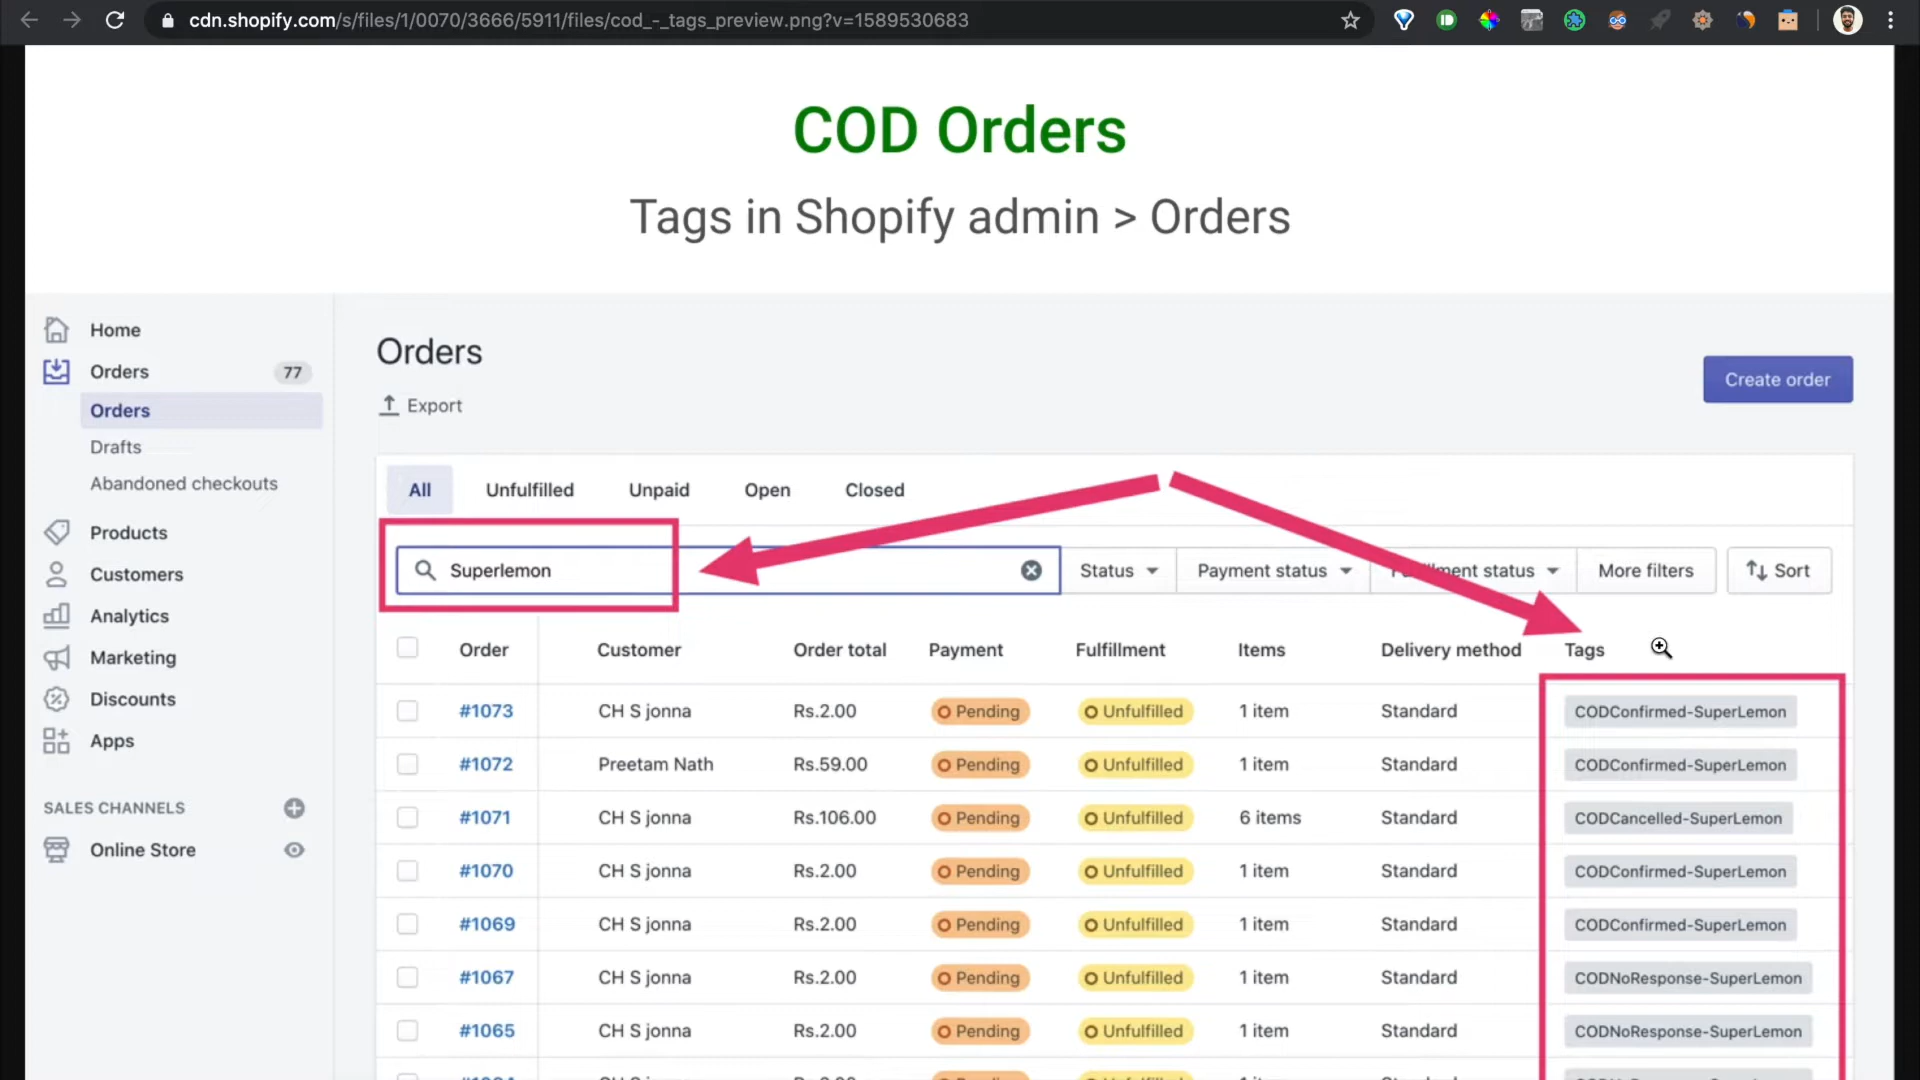 cdn.shopify.com/s/files/1/0070/3666/5911/files/cod_-_tags_preview.png?v=1589530683
COD Orders
Tags in Shopify admin > Orders
Home
Orders 77
Orders
Drafts
Abandoned checkouts
Products
Customers
Analytics
Marketing
Discounts
Apps
SALES CHANNELS
Online Store
Orders
Export
Create order
All Unfulfilled Unpaid Open Closed
Superlemon Status Payment status status More filters Sort
Order Customer Order total Payment Fulfillment Items Delivery method Tags
#1073 CH S jonna Rs.2.00 Pending Unfulfilled 1 item Standard CODConfirmed-SuperLemon
#1072 Preetam Nath Rs.59.00 Pending Unfulfilled 1 item Standard CODConfirmed-SuperLemon
#1071 CH S jonna Rs.106.00 Pending Unfulfilled 6 items Standard CODCancelled-SuperLemon
#1070 CH S jonna Rs.2.00 Pending Unfulfilled 1 item Standard CODConfirmed-SuperLemon
#1069 CH S jonna Rs.2.00 Pending Unfulfilled 1 item Standard CODConfirmed-SuperLemon
#1067 CH S jonna Rs.2.00 Pending Unfulfilled 1 item Standard CODNoResponse-SuperLemon
#1065 CH S jonna Rs.2.00 Pending Unfulfilled 1 item Standard CODNoResponse-SuperLemon